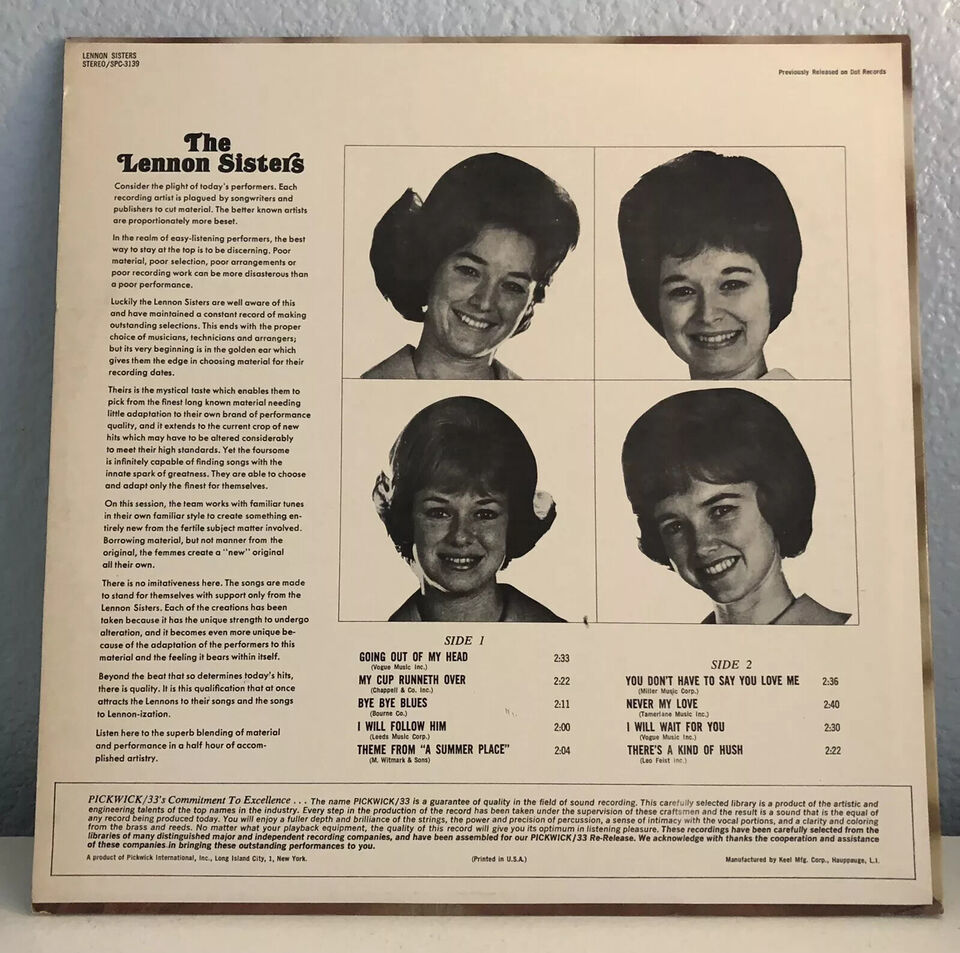 LENNON SISTERS
STEREO/SPC-3139
Previously Released on Dot Records
The
Lennon Sisters
Consider the plight of today's performers. Each
recording artist is plagued by songwriters and
publishers to cut material. The better known artists
are proportionately more beset.
In the realm of easy-listening performers, the best
way to stay at the top is to be discerning. Poor
material, poor selection, poor arrangements or
poor recording work can be more disasterous than
a poor performance.
Luckily the Lennon Sisters are well aware of this
and have maintained a constant record of making
outstanding selections. This ends with the proper
choice of musicians, technicians and arrangers;
but its very beginning is in the golden ear which
gives them the edge in choosing material for their
recording dates.
Theirs is the mystical taste which enables them to
pick from the finest long known material needing
little adaptation to their own brand of performance
quality, and it extends to the current crop of new
hits which may have to be altered considerably
to meet their high standards. Yet the foursome
is infinitely capable of finding songs with the
innate spark of greatness. They are able to choose
and adapt only the finest for themselves.
On this session, the team works with familiar tunes
in their own familiar style to create something en-
tirely new from the fertile subject matter involved.
Borrowing material, but not manner from the
original, the femmes create a "new" original
all their own.
There is no imitativeness here. The songs are made
to stand for themselves with support only from the
Lennon Sisters. Each of the creations has been
taken because it has the unique strength to undergo
alteration, and it becomes even more unique be-
cause of the adaptation of the performers to this
material and the feeling it bears within itself.
Beyond the beat that so determines today's hits,
there is quality. It is this qualification that at once
attracts the Lennons to their songs and the songs
to Lennon-ization.
Listen here to the superb blending of material
and performance in a half hour of accom-
plished artistry.
SIDE 1
GOING OUT OF MY HEAD 2:33
(Vogue Music Inc.)
MY CUP RUNNETH OVER 2:22
(Chappell & Co. Inc.)
BYE BYE BLUES 2:11
(Bourne Co.)
I WILL FOLLOW HIM 2:00
(Leeds Music Corp.)
THEME FROM "A SUMMER PLACE" 2:04
(M. Witmark & Sons)
SIDE 2
YOU DON'T HAVE TO SAY YOU LOVE ME 2:36
(Miller Music Corp.)
NEVER MY LOVE 2:40
(Tamerlane Music Inc.)
I WILL WAIT FOR YOU 2:30
(Vogue Music Inc.)
THERE'S A KIND OF HUSH 2:22
(Leo Feist Inc.)
PICKWICK/33's Commitment To Excellence . . . The name PICKWICK/33 is a guarantee of quality in the field of sound recording. This carefully selected library is a product of the artistic and
engineering talents of the top names in the industry. Every step in the production of the record has been taken under the supervision of these craftsmen and the result is a sound that is the equal of
any record being produced today. You will enjoy a fuller depth and brilliance of the strings, the power and precision of percussion, a sense of intimacy with the vocal portions, and a clarity and coloring
from the brass and reeds. No matter what your playback equipment, the quality of this record will give you its optimum in listening pleasure. These recordings have been carefully selected from the
libraries of many distinguished major and independent recording companies, and have been assembled for our PICKWICK/33 Re-Release. We acknowledge with thanks the cooperation and assistance
of these companies in bringing these outstanding performances to you.
A product of Pickwick International, Inc., Long Island City, 1, New York. (Printed in U.S.A.) Manufactured by Keel Mfg. Corp., Hauppauge, L.I.